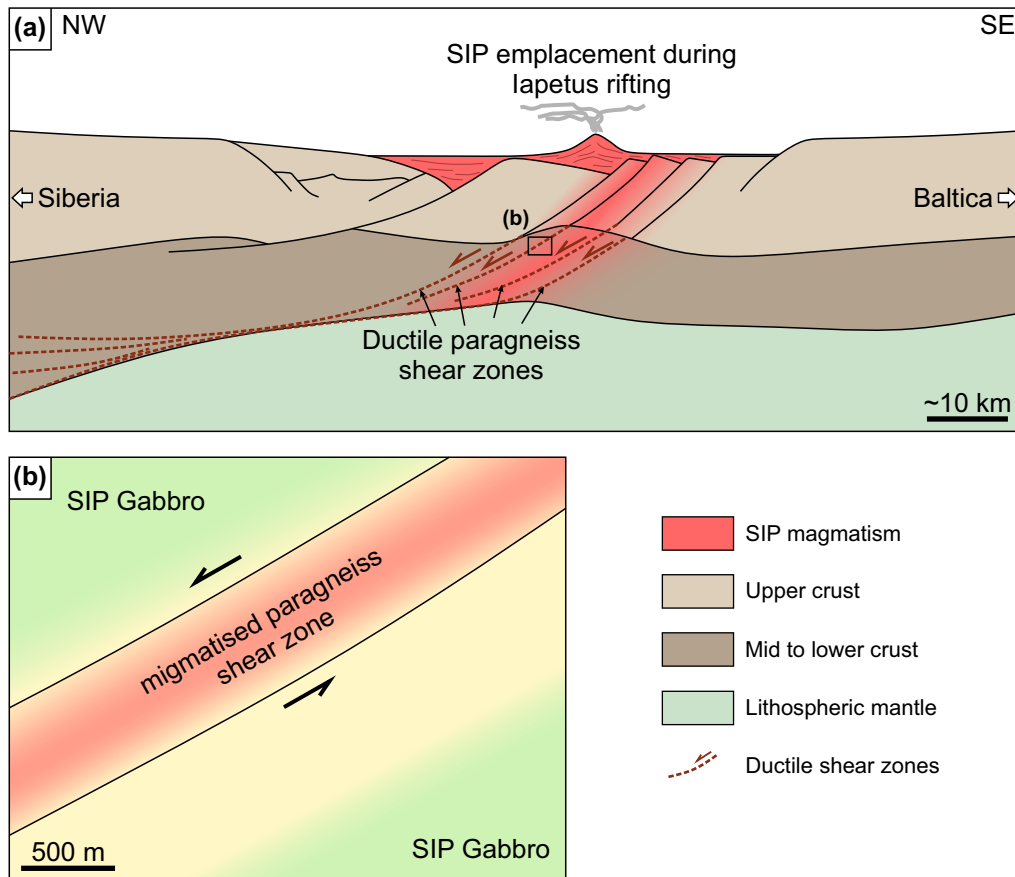 (a)
NW
SE
SIP emplacement during
Iapetus rifting
Siberia
Baltica
(b)
Ductile paragneiss
shear zones
~10 km
(b)
SIP Gabbro
migmatised paragneiss
shear zone
500 m
SIP Gabbro
SIP magmatism
Upper crust
Mid to lower crust
Lithospheric mantle
Ductile shear zones